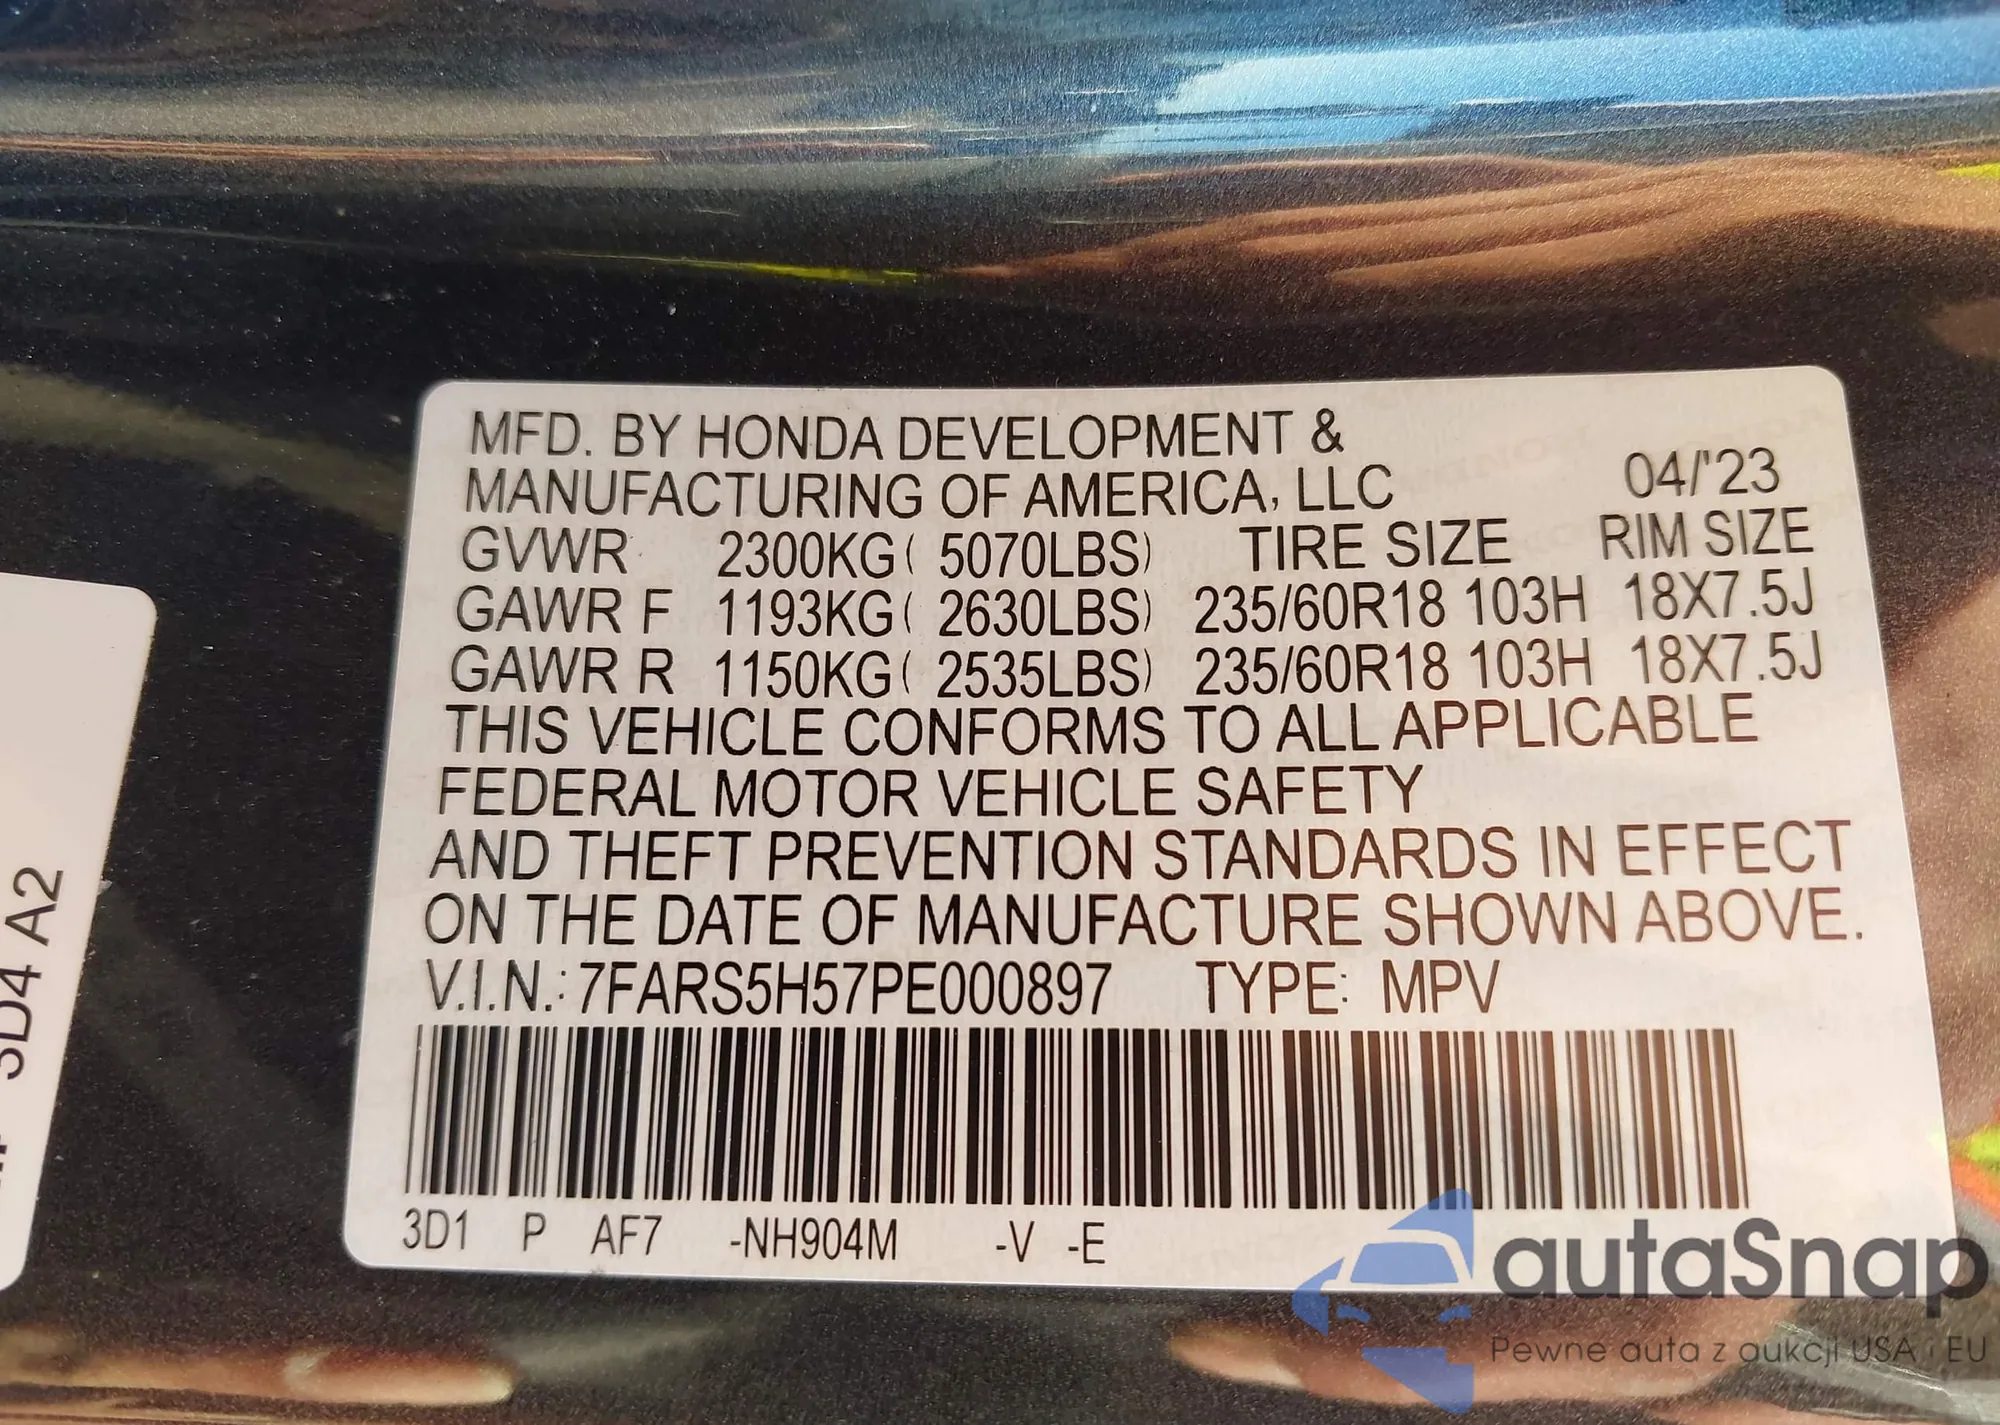 MFD. BY HONDA DEVELOPMENT &
MANUFACTURING OF AMERICA, LLC 04/'23
GVWR 2300KG( 5070LBS) TIRE SIZE RIM SIZE
GAWR F 1193KG( 2630LBS) 235/60R18 103H 18X7.5J
GAWR R 1150KG( 2535LBS) 235/60R18 103H 18X7.5J
THIS VEHICLE CONFORMS TO ALL APPLICABLE
FEDERAL MOTOR VEHICLE SAFETY
AND THEFT PREVENTION STANDARDS IN EFFECT
ON THE DATE OF MANUFACTURE SHOWN ABOVE.
V.I.N.: 7FARS5H57PE000897 TYPE: MPV
3D1 P AF7 -NH904M -V -E
3D4 A2
autaSnap
Pewne auta z aukcji USA i EU